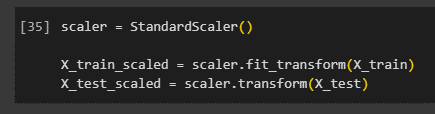 [35] scaler = StandardScaler()
X_train_scaled = scaler.fit_transform(X_train)
X_test_scaled = scaler.transform(X_test)